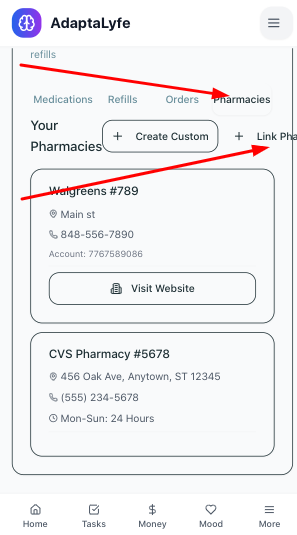 AdaptaLyfe
refills
Medications Refills Orders Pharmacies
Your Pharmacies
+ Create Custom + Link Pha
Walgreens #789
Main st
848-556-7890
Account: 7767589086
Visit Website
CVS Pharmacy #5678
456 Oak Ave, Anytown, ST 12345
(555) 234-5678
Mon-Sun: 24 Hours
Home Tasks Money Mood More